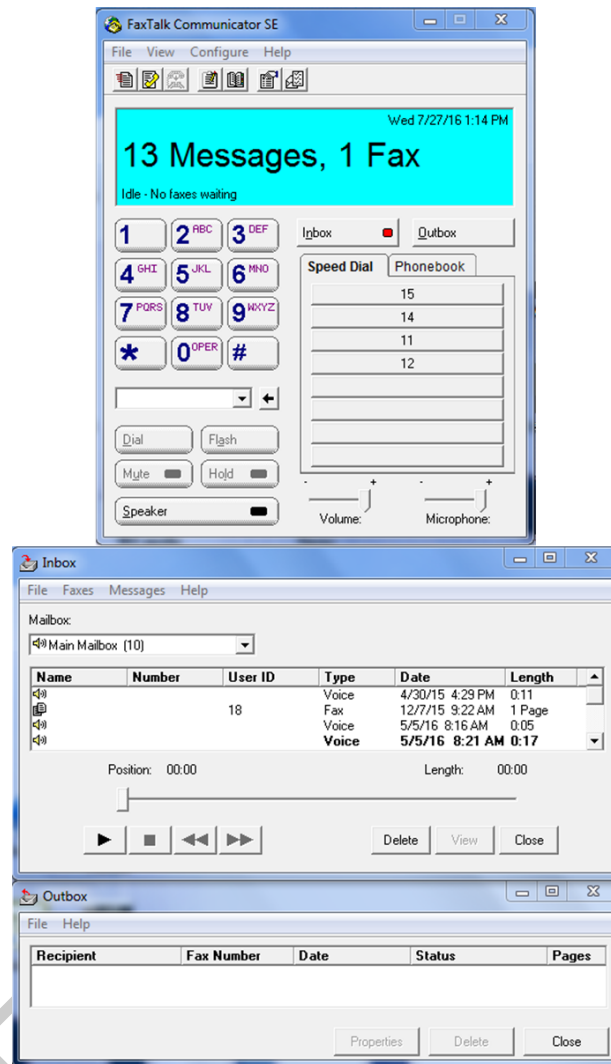 FaxTalk Communicator SE
File View Configure Help
Wed 7/27/16 1:14 PM
13 Messages, 1 Fax
Idle - No faxes waiting
1 2 ABC 3 DEF
4 GHI 5 JKL 6 MNO
7 PQRS 8 TUV 9 WXYZ
* 0 OPER #
Dial Flash
Mute Hold
Speaker
Inbox Outbox
Speed Dial Phonebook
15
14
11
12
- + - +
Volume: Microphone:
Inbox
File Faxes Messages Help
Mailbox:
Main Mailbox (10)
Name Number User ID Type Date Length
Voice 4/30/15 4:29 PM 0:11
18 Fax 12/7/15 9:22 AM 1 Page
Voice 5/5/16 8:16 AM 0:05
Voice 5/5/16 8:21 AM 0:17
Position: 00:00 Length: 00:00
Delete View Close
Outbox
File Help
Recipient Fax Number Date Status Pages
Properties Delete Close